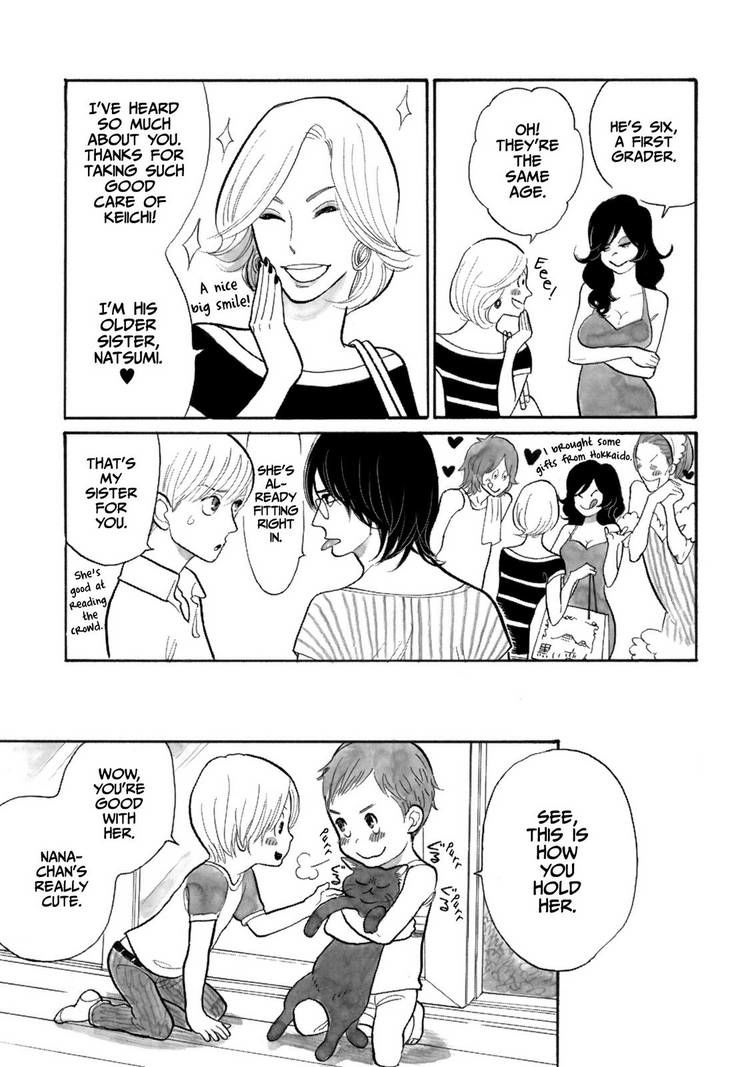 HE'S SIX,
A FIRST
GRADER.
OH!
THEY'RE
THE
SAME
AGE.
Eee!
I'VE HEARD
SO MUCH
ABOUT YOU.
THANKS FOR
TAKING SUCH
GOOD
CARE OF
KEIICHI!
A nice
big smile!
I'M HIS
OLDER
SISTER,
NATSUMI.
♥
I brought some
gifts from Hokkaido.
SHE'S
AL-
READY
FITTING
RIGHT
IN.
THAT'S
MY
SISTER
FOR
YOU.
She's
good at
reading
the
crowd.
SEE,
THIS IS
HOW
YOU
HOLD
HER.
Purr
Purr
Purr
WOW,
YOU'RE
GOOD
WITH
HER.
NANA-
CHAN'S
REALLY
CUTE.